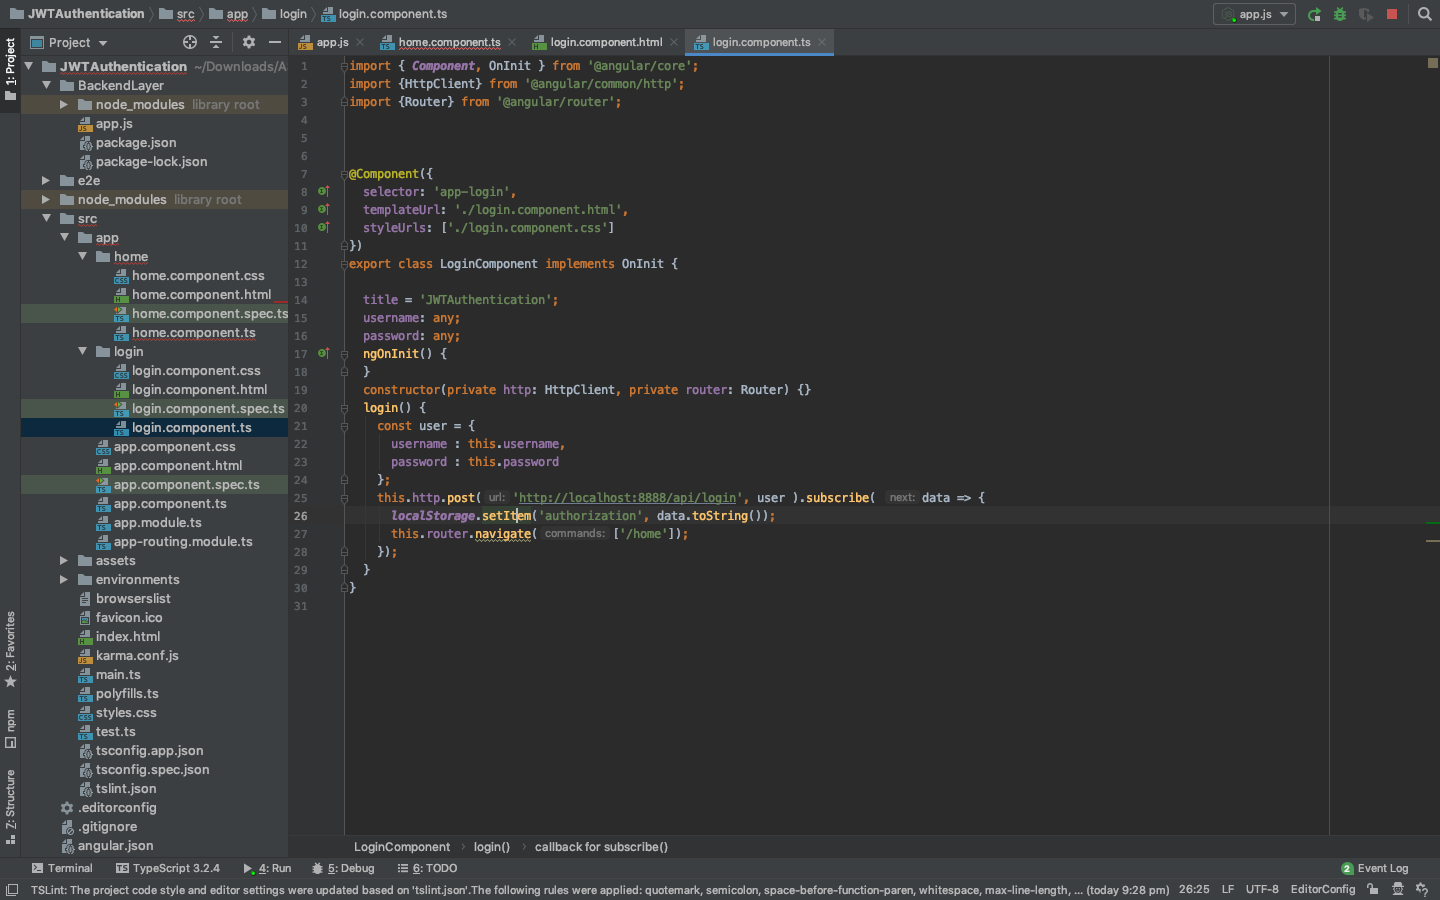 JWTAuthentication src app login login.component.ts app.js
1: Project
Project
app.js home.component.ts login.component.html login.component.ts
JWTAuthentication ~/Downloads/A
BackendLayer
node_modules library root
app.js
package.json
package-lock.json
e2e
node_modules library root
src
app
home
home.component.css
home.component.html
home.component.spec.ts
home.component.ts
login
login.component.css
login.component.html
login.component.spec.ts
login.component.ts
app.component.css
app.component.html
app.component.spec.ts
app.component.ts
app.module.ts
app-routing.module.ts
assets
environments
browserslist
favicon.ico
index.html
karma.conf.js
main.ts
polyfills.ts
styles.css
test.ts
tsconfig.app.json
tsconfig.spec.json
tslint.json
.editorconfig
.gitignore
angular.json
2: Favorites
npm
7: Structure
1 import { Component, OnInit } from '@angular/core';
2 import {HttpClient} from '@angular/common/http';
3 import {Router} from '@angular/router';
4
5
6
7 @Component({
8 selector: 'app-login',
9 templateUrl: './login.component.html',
10 styleUrls: ['./login.component.css']
11 })
12 export class LoginComponent implements OnInit {
13
14 title = 'JWTAuthentication';
15 username: any;
16 password: any;
17 ngOnInit() {
18 }
19 constructor(private http: HttpClient, private router: Router) {}
20 login() {
21 const user = {
22 username : this.username,
23 password : this.password
24 };
25 this.http.post( url: 'http://localhost:8888/api/login', user ).subscribe( next: data => {
26 localStorage.setItem('authorization', data.toString());
27 this.router.navigate( commands: ['/home']);
28 });
29 }
30 }
31
LoginComponent login() callback for subscribe()
Terminal TypeScript 3.2.4 4: Run 5: Debug 6: TODO 2 Event Log
TSLint: The project code style and editor settings were updated based on 'tslint.json'.The following rules were applied: quotemark, semicolon, space-before-function-paren, whitespace, max-line-length, ... (today 9:28 pm) 26:25 LF UTF-8 EditorConfig